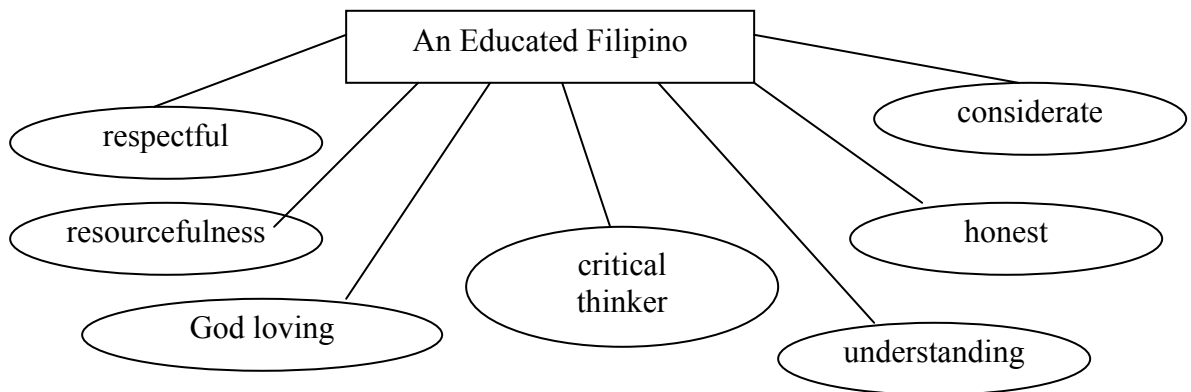 An Educated Filipino
respectful
considerate
resourcefulness
honest
critical
thinker
God loving
understanding